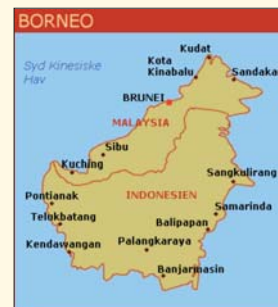 BORNEO
Kudat
Syd Kinesiske
Hav
Kota
Kinabalu
Sandaka
BRUNEI
MALAYSIA
Sibu
Kuching
Sangkulirang
INDONESIEN
Pontianak
Samarinda
Telukbatang
Balipapan
Kendawangan
Palangkaraya
Banjarmasin